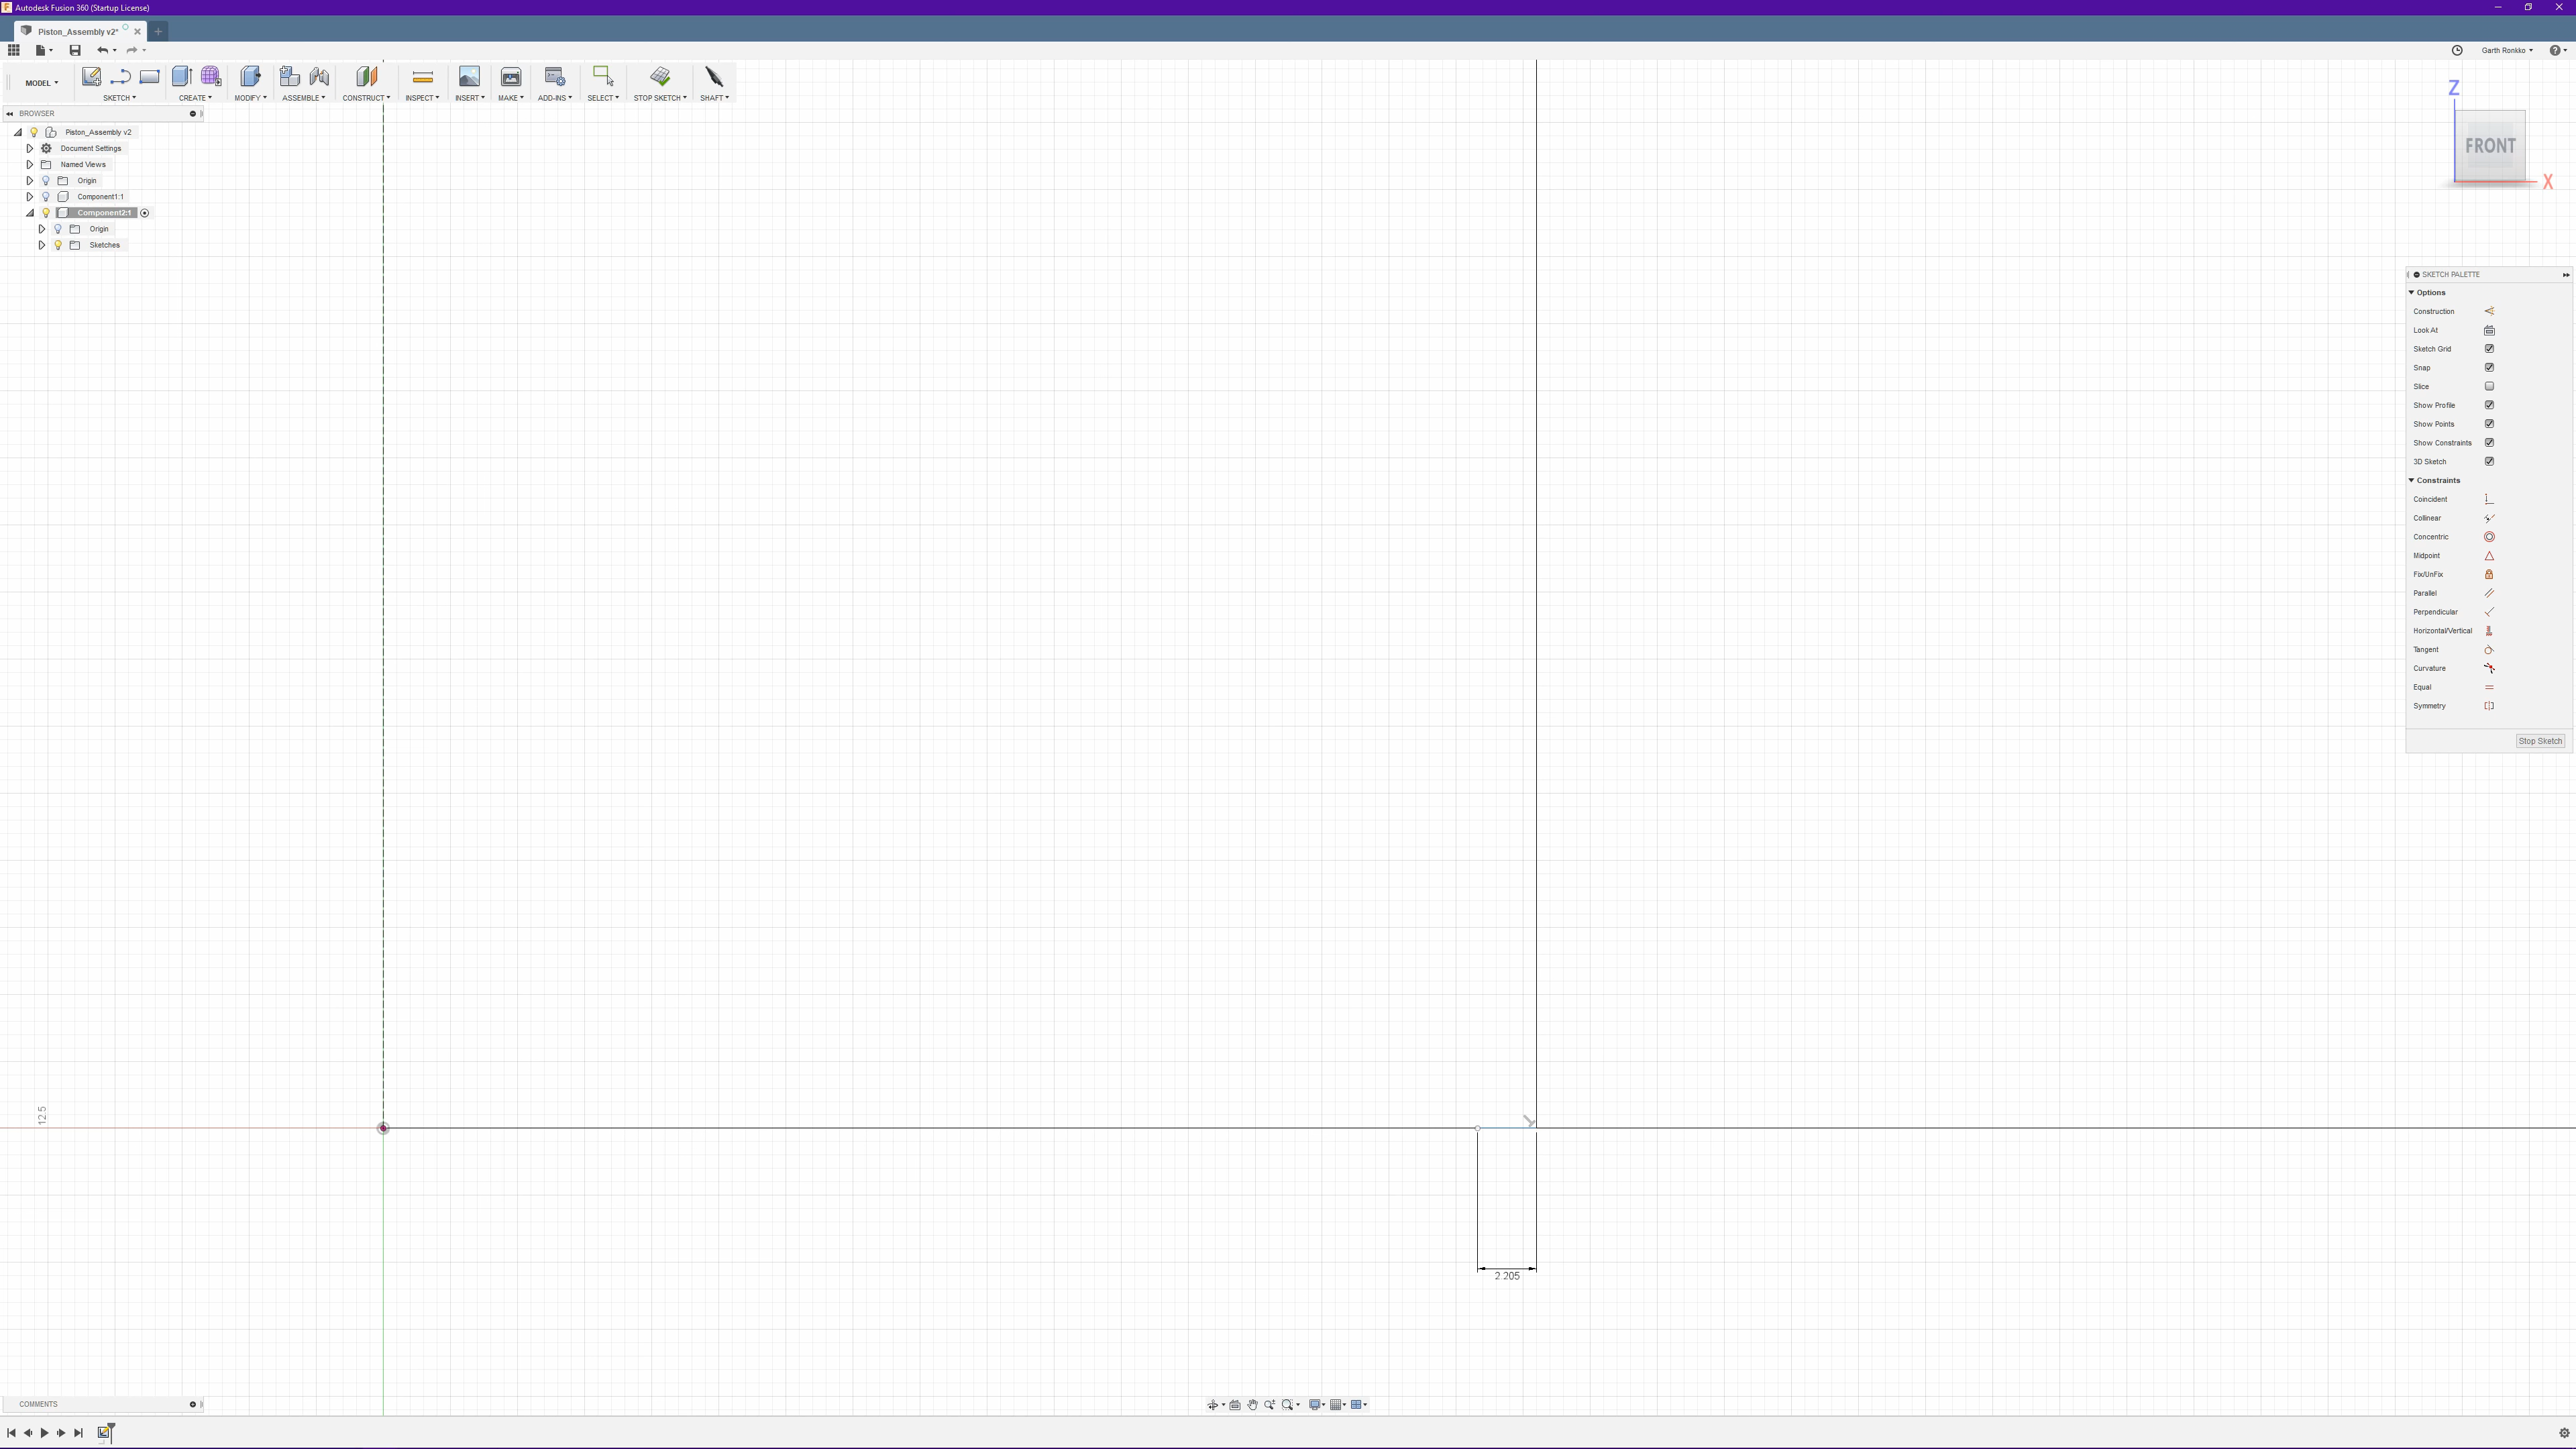 Autodesk Fusion 360 (Startup License)
Piston_Assembly v2*
Garth Ronkko
MODEL
SKETCH CREATE MODIFY ASSEMBLE CONSTRUCT INSPECT INSERT MAKE ADD-INS SELECT STOP SKETCH SHAFT
BROWSER
Piston_Assembly v2
Document Settings
Named Views
Origin
Component1:1
Component2:1
Origin
Sketches
Z
FRONT
X
SKETCH PALETTE
Options
Construction
Look At
Sketch Grid
Snap
Slice
Show Profile
Show Points
Show Constraints
3D Sketch
Constraints
Coincident
Collinear
Concentric
Midpoint
Fix/UnFix
Parallel
Perpendicular
Horizontal/Vertical
Tangent
Curvature
Equal
Symmetry
Stop Sketch
12.5
2.205
COMMENTS